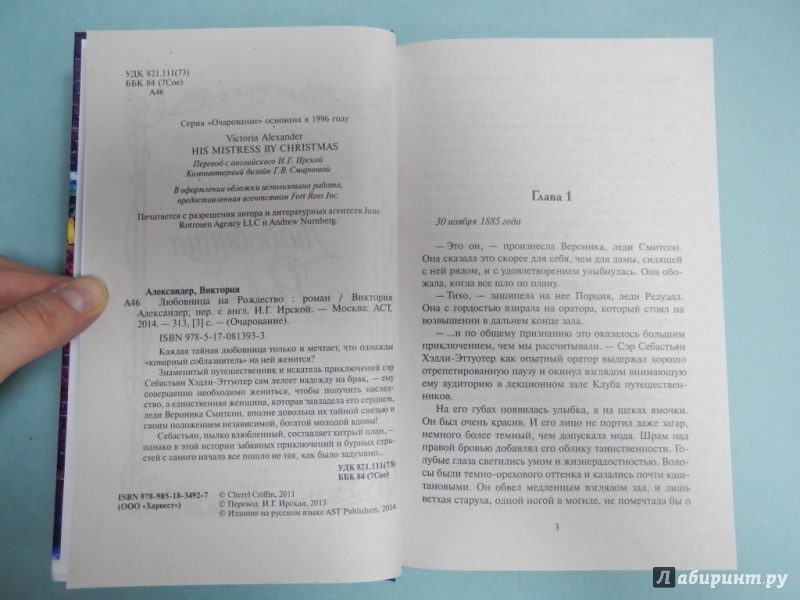 УДК 821.111(73)
ББК 84 (7Сое)
А46
Серия «Очарование» основана в 1996 году
Victoria Alexander
HIS MISTRESS BY CHRISTMAS
Перевод с английского И.Г. Ирской
Компьютерный дизайн Г.В. Смирновой
В оформлении обложки использована работа,
предоставленная агентством Fort Ross Inc.
Печатается с разрешения автора и литературных агентств Jane
Rotrosen Agency LLC и Andrew Nurnberg.
Александер, Виктория
А46 Любовница на Рождество : роман / Виктория
Александер; пер. с англ. И.Г. Ирской. — Москва: АСТ,
2014. — 313, [3] с. — (Очарование).
ISBN 978-5-17-081393-3
Каждая тайная любовница только и мечтает, что однажды
«коварный соблазнитель» на ней женится?
Знаменитый путешественник и искатель приключений сэр
Себастьян Хэдли-Эттуотер сам лелеет надежду на брак, — ему
совершенно необходимо жениться, чтобы получить наследство,
а единственная женщина, которая завладела его сердцем,
леди Вероника Смитсон, вполне довольна их тайной связью и
своим положением независимой, богатой молодой вдовы!
Себастьян, пылко влюбленный, составляет хитрый план, —
однако в этой истории забавных приключений и бурных стра-
стей с самого начала все пошло не так, как было задумано...
УДК 821.111(73)
ББК 84 (7Сое)
ISBN 978-985-18-3492-7
(ООО «Харвест»)
© Cheryl Griffin, 2011
© Перевод. И.Г. Ирская, 2013
© Издание на русском языке AST Publishers, 2014
Глава 1
30 ноября 1885 года
— Это он, — произнесла Вероника, леди Смитсон.
Она сказала это скорее для себя, чем для дамы, сидящей
с ней рядом, и с удовлетворением улыбнулась. Она обо-
жала, когда все шло по плану.
— Тихо, — зашипела на нее Порция, леди Редуэлл.
Она с гордостью взирала на оратора, который стоял на
возвышении в дальнем конце зала.
— ...и по общему признанию это оказалось большим
приключением, чем мы рассчитывали. — Сэр Себастьян
Хэдли-Эттуотер как опытный оратор выдержал хорошо
отрепетированную паузу и окинул взглядом внимающую
ему аудиторию в лекционном зале Клуба путешествен-
ников.
На его губах появилась улыбка, а на щеках ямочки.
Он был очень красив. И его лицо не портил даже загар,
немного более темный, чем допускала мода. Шрам над
правой бровью добавлял его облику таинственности. Го-
лубые глаза светились умом и жизнерадостностью. Воло-
сы были темно-орехового оттенка и казались почти каш-
тановыми. Он обвел медленным взглядом зал, и лишь
ветхая старуха, одной ногой в могиле, не помечтала бы о
3
Лабиринт.ру